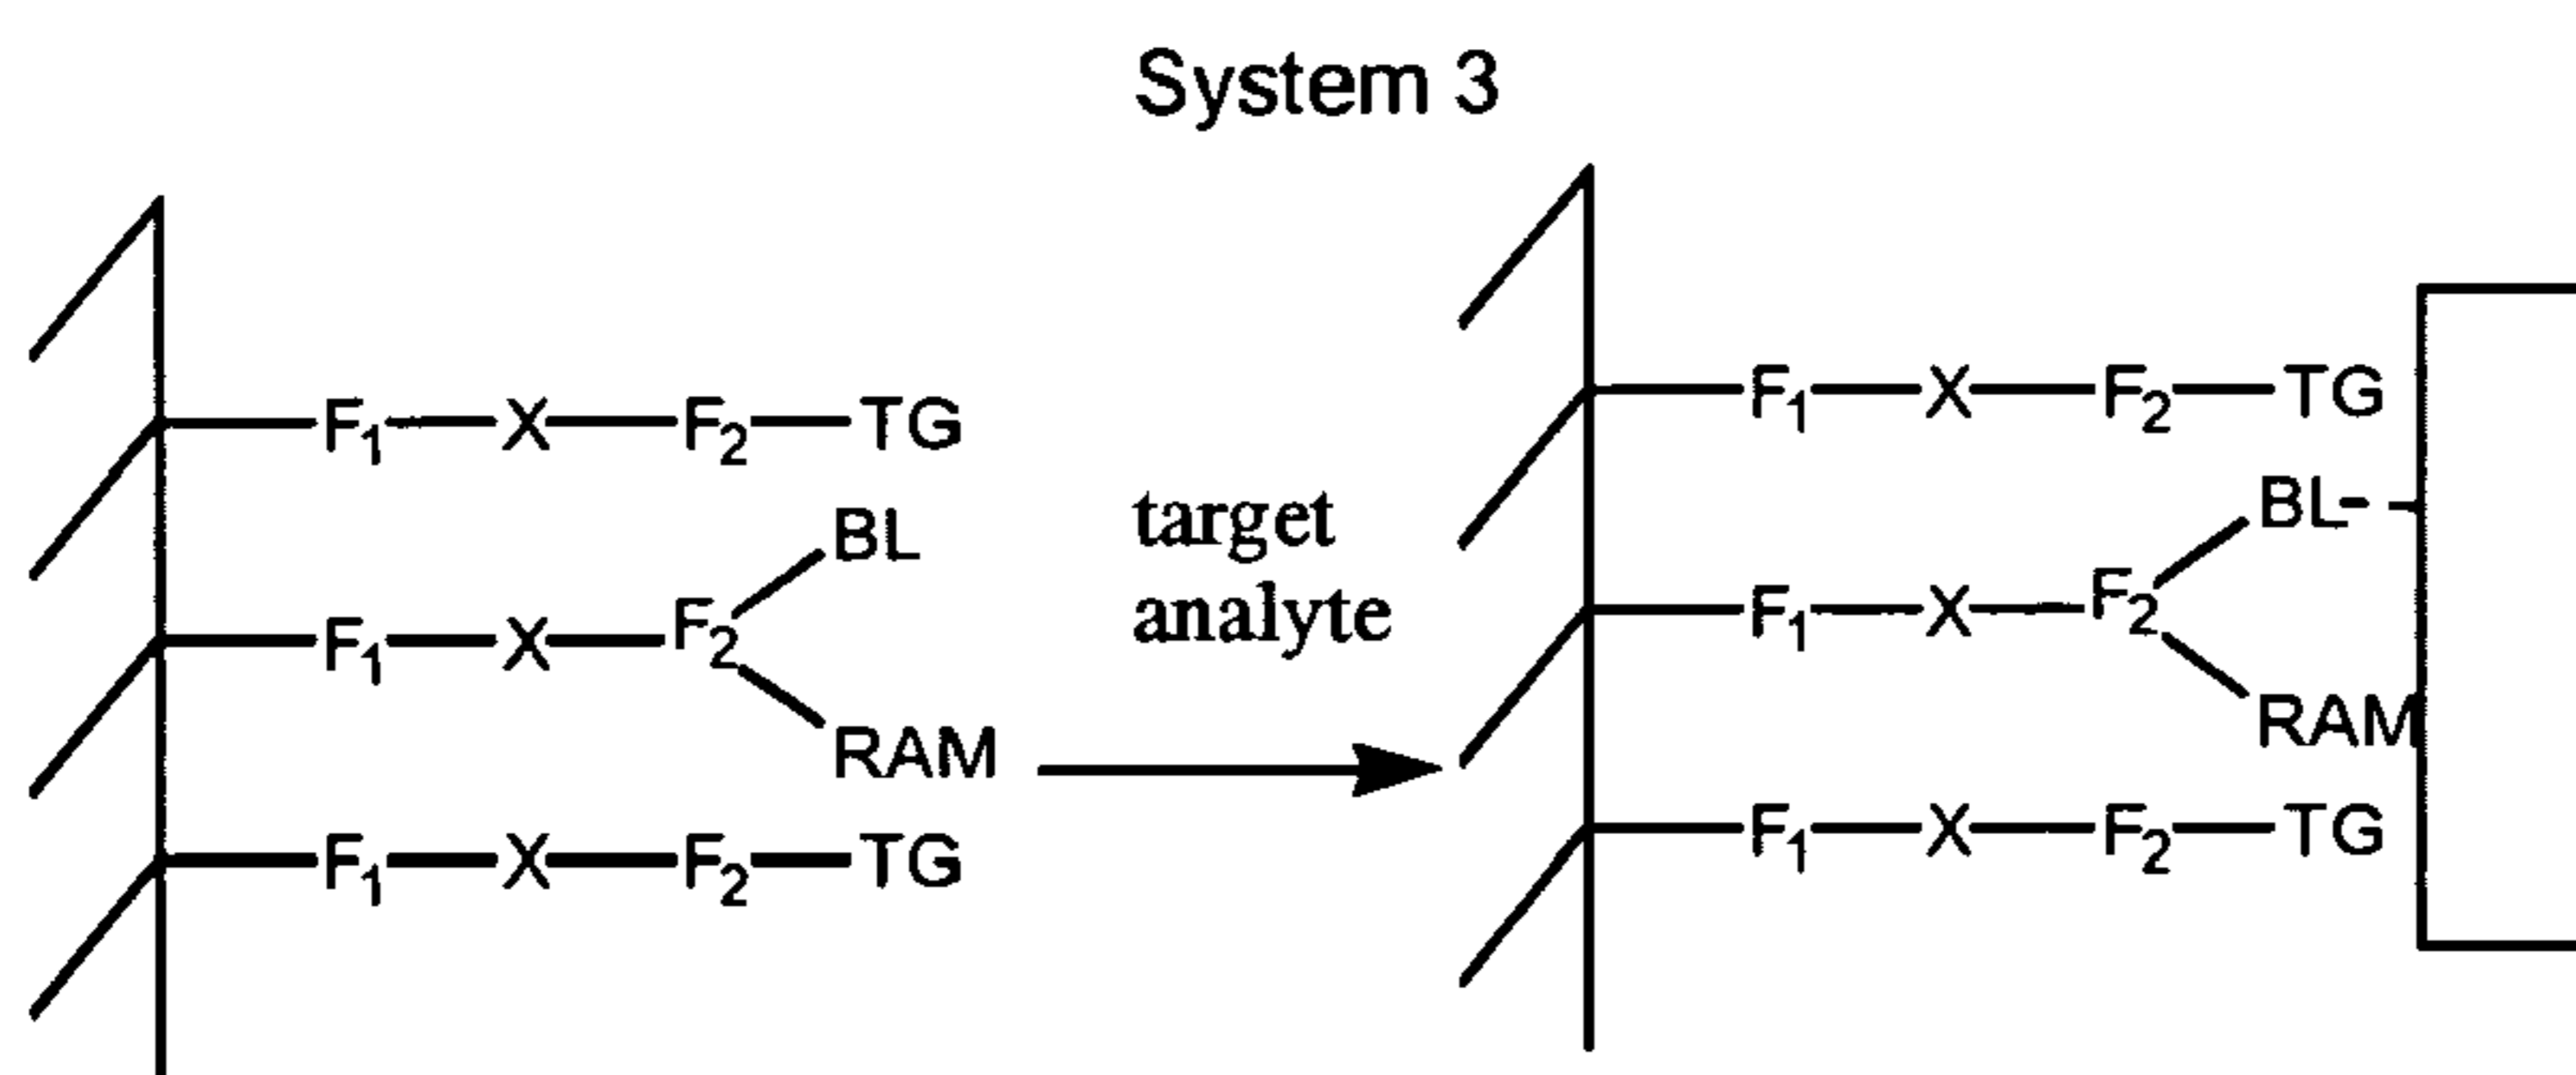 System 3
F1 X F2 TG
BL
F1 X F2
RAM
F1 X F2 TG
target
analyte
F1 X F2 TG
BL
F1 X F2
RAM
F1 X F2 TG